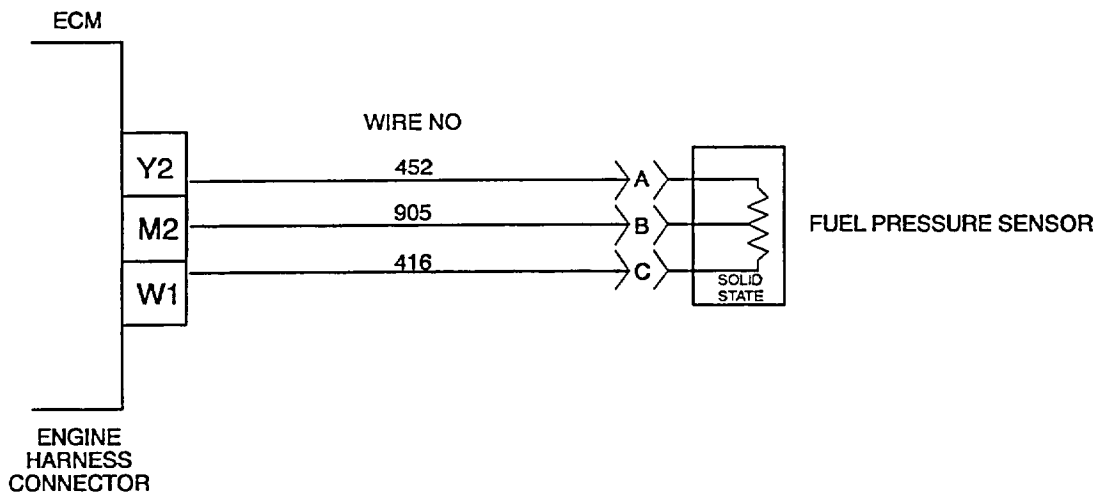 ECM
WIRE NO
Y2
452
A
M2
905
B
FUEL PRESSURE SENSOR
W1
416
C
SOLID
STATE
ENGINE
HARNESS
CONNECTOR